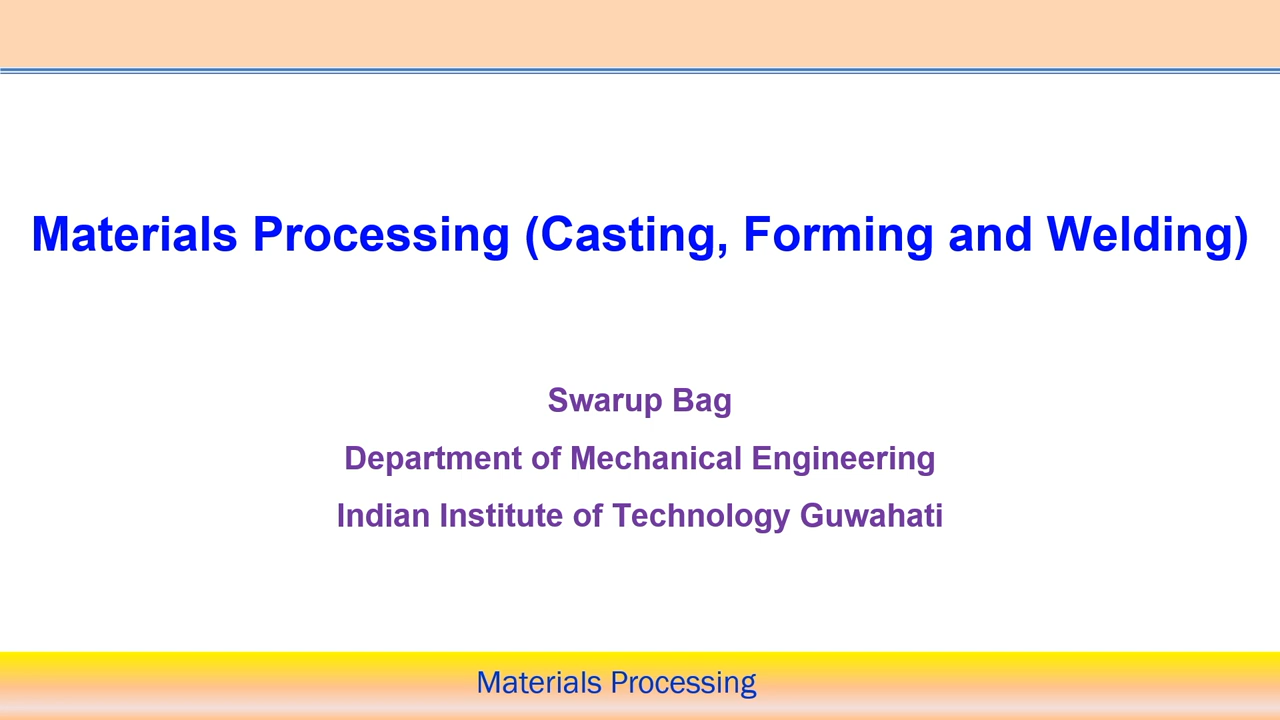 Materials Processing (Casting, Forming and Welding)
Swarup Bag
Department of Mechanical Engineering
Indian Institute of Technology Guwahati
Materials Processing